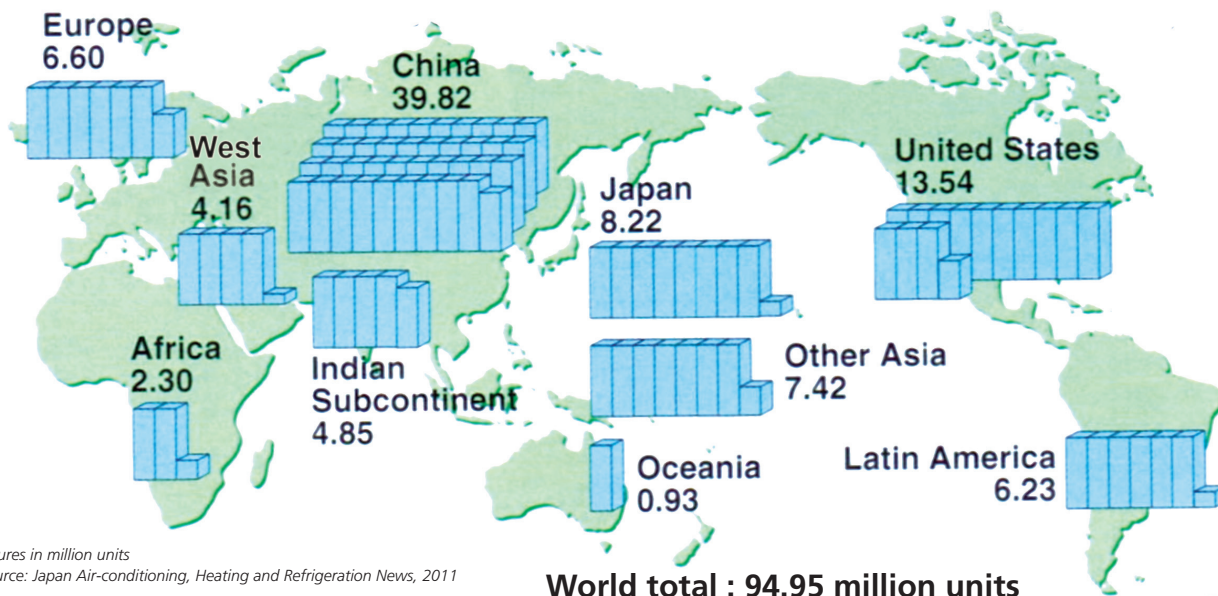 Europe
6.60
China
39.82
West
Asia
4.16
United States
13.54
Japan
8.22
Africa
2.30
Indian
Subcontinent
4.85
Other Asia
7.42
Oceania
0.93
Latin America
6.23
ures in million units
urce: Japan Air-conditioning, Heating and Refrigeration News, 2011
World total : 94.95 million units